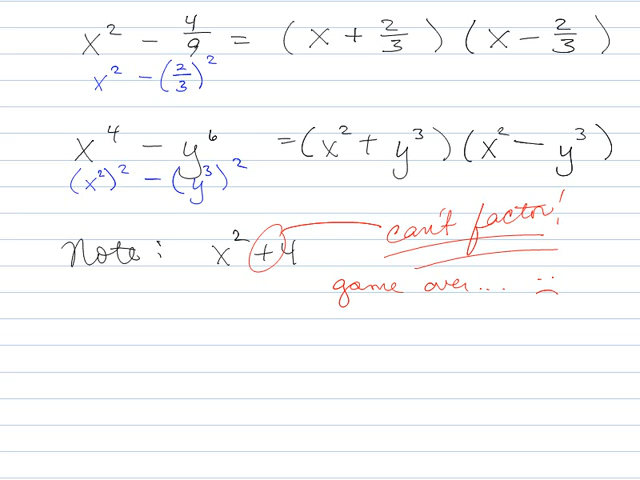 x² − 4/9 = (x + 2/3)(x − 2/3)
x² − (2/3)²
x⁴ − y⁶ = (x² + y³)(x² − y³)
(x²)² − (y³)²
can't factor!
Note: x² + 4
game over... :(